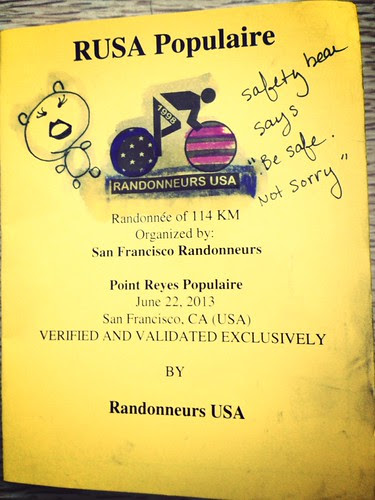 RUSA Populaire
safety bear
says
"Be safe.
Not sorry"
1998
RANDONNEURS USA
Randonnée of 114 KM
Organized by:
San Francisco Randonneurs
Point Reyes Populaire
June 22, 2013
San Francisco, CA (USA)
VERIFIED AND VALIDATED EXCLUSIVELY
BY
Randonneurs USA